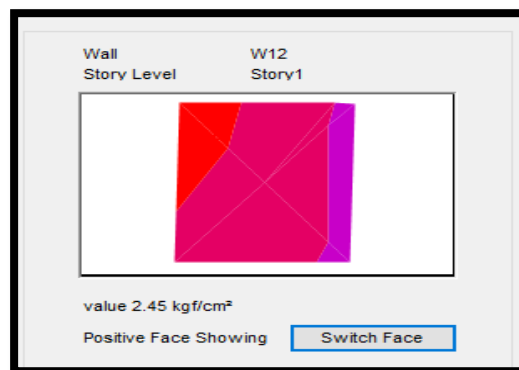 Wall W12
Story Level Story1
value 2.45 kgf/cm²
Positive Face Showing Switch Face